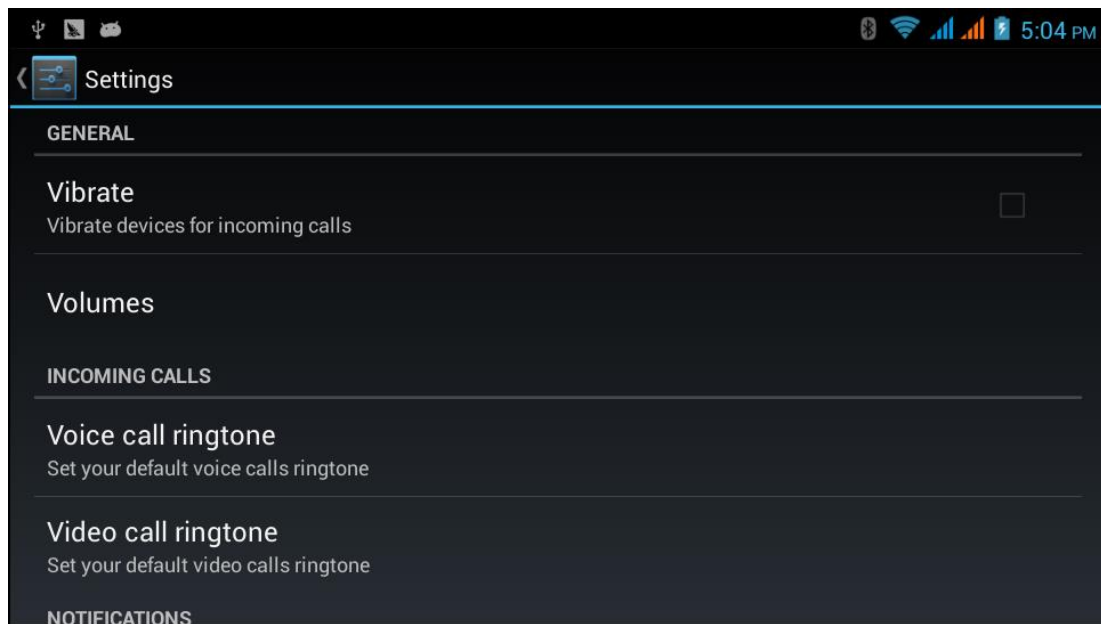 5:04 PM
Settings
GENERAL
Vibrate
Vibrate devices for incoming calls
Volumes
INCOMING CALLS
Voice call ringtone
Set your default voice calls ringtone
Video call ringtone
Set your default video calls ringtone
NOTIFICATIONS